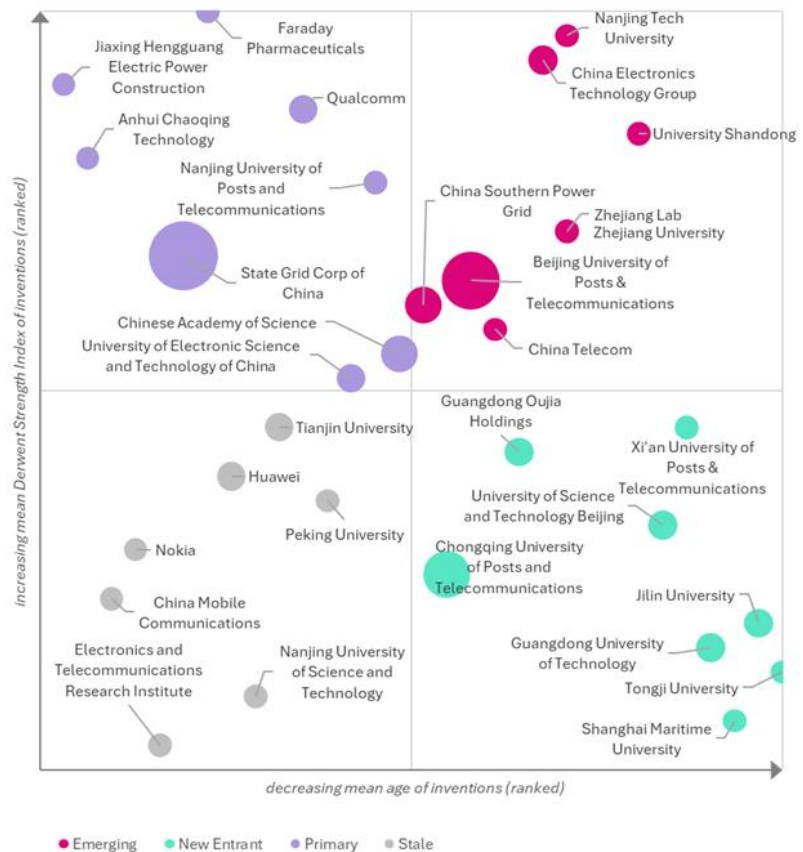 Faraday
Pharmaceuticals
Nanjing Tech
University
Jiaxing Hengguang
Electric Power
Construction
China Electronics
Technology Group
Qualcomm
Anhui Chaoqing
Technology
University Shandong
Nanjing University of
Posts and
Telecommunications
China Southern Power
Grid
Zhejiang Lab
Zhejiang University
State Grid Corp of
China
Beijing University of
Posts &
Telecommunications
Chinese Academy of Science
University of Electronic Science
and Technology of China
China Telecom
Tianjin University
Guangdong Oujia
Holdings
Xi'an University of
Posts &
Telecommunications
Huawei
Peking University
University of Science
and Technology Beijing
Nokia
Chongqing University
of Posts and
Telecommunications
China Mobile
Communications
Jilin University
Electronics and
Telecommunications
Research Institute
Nanjing University
of Science and
Technology
Guangdong University
of Technology
Tongji University
Shanghai Maritime
University
increasing mean Derwent Strength Index of inventions (ranked)
decreasing mean age of inventions (ranked)
Emerging New Entrant Primary Stale